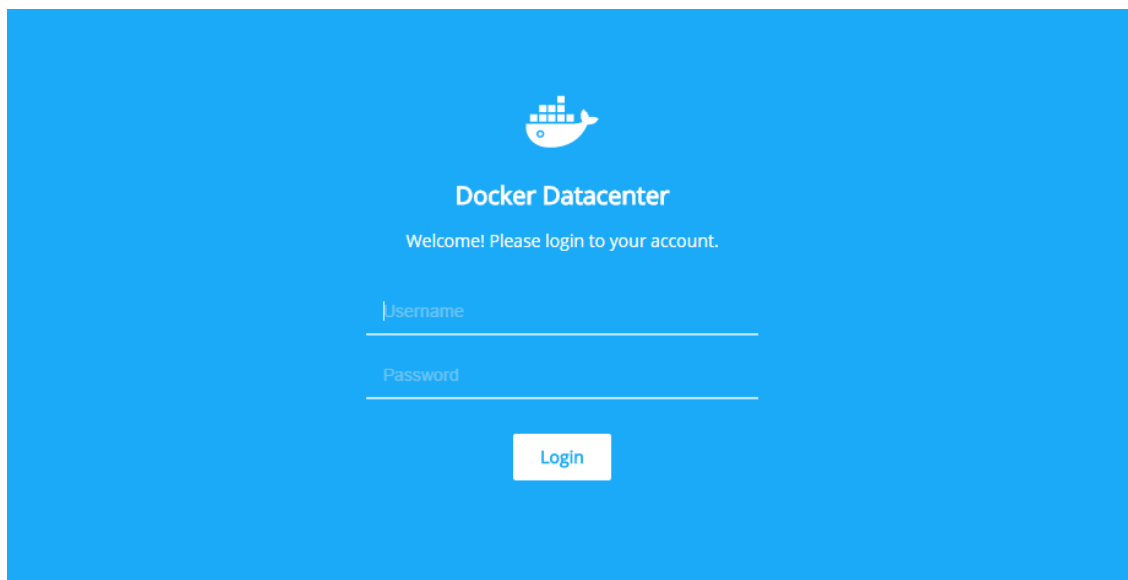 Docker Datacenter
Welcome! Please login to your account.
Username
Password
Login